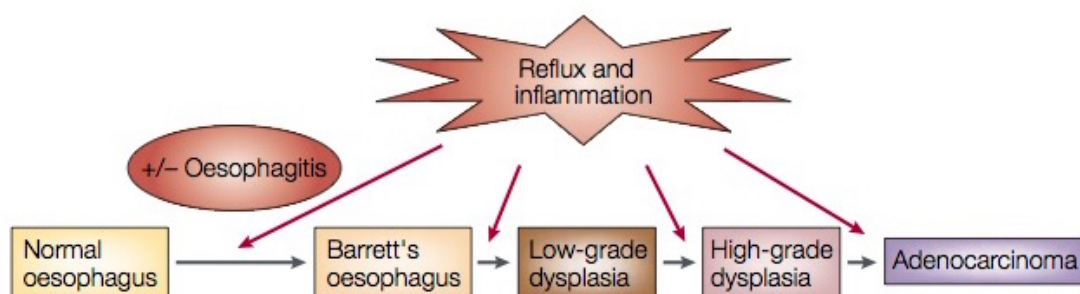 Reflux and
inflammation
+/– Oesophagitis
Normal
oesophagus
Barrett's
oesophagus
Low-grade
dysplasia
High-grade
dysplasia
Adenocarcinoma